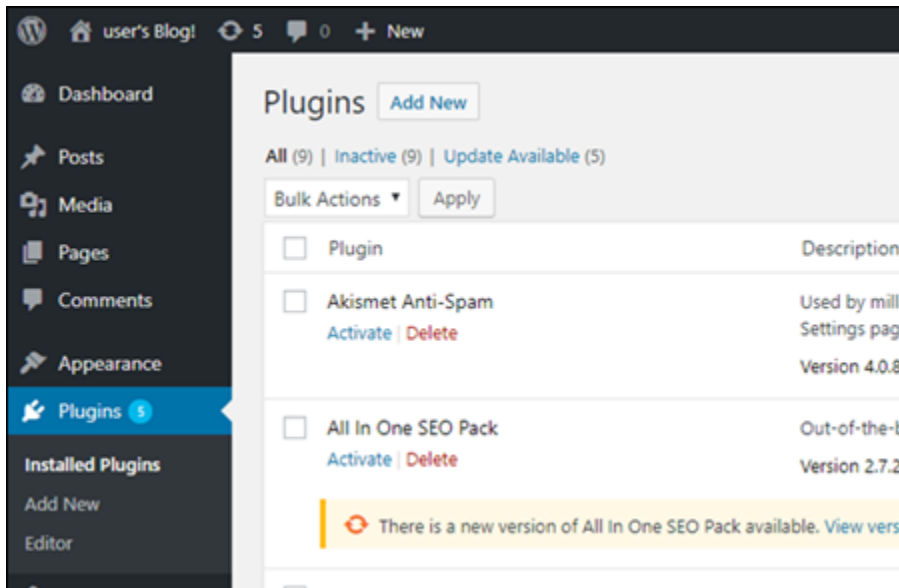 user's Blog! 5 0 + New
Dashboard
Posts
Media
Pages
Comments
Appearance
Plugins 5
Installed Plugins
Add New
Editor
Plugins Add New
All (9) | Inactive (9) | Update Available (5)
Bulk Actions Apply
Plugin Description
Akismet Anti-Spam Used by mill
Activate | Delete Settings pag
Version 4.0.8
All In One SEO Pack Out-of-the-b
Activate | Delete Version 2.7.2
There is a new version of All In One SEO Pack available. View vers